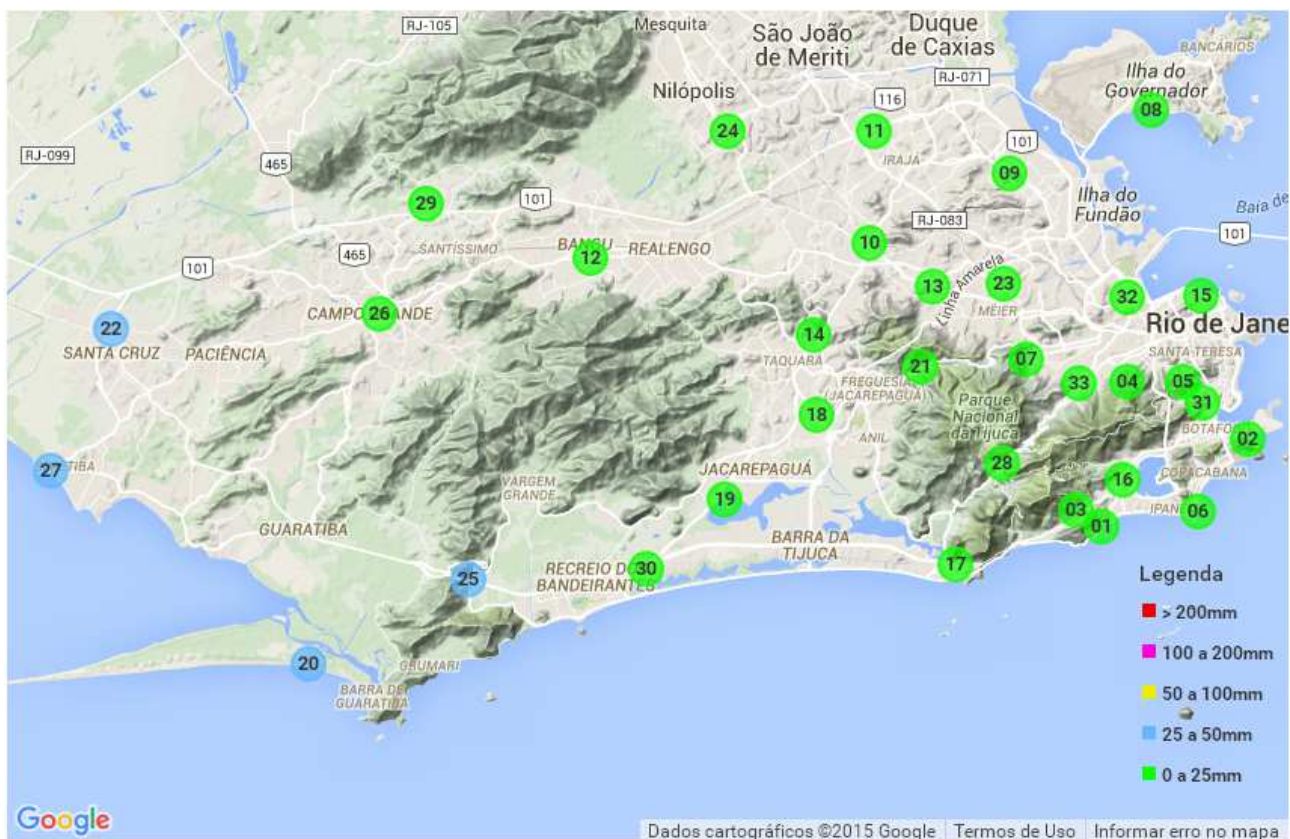 RJ-105
Mesquita
São João
de Meriti
Duque
de Caxias
BANCÁRIOS
RJ-071
Ilha do
Governador
Nilópolis
116
08
24
11
101
RJ-099
465
IRAJÁ
09
29
101
Ilha do
Fundão
RJ-083
Baía de
SANTÍSSIMO
BANGU
REALENGO
10
101
465
12
101
Linha Amarela
13
23
32
15
26
CAMPO GRANDE
MÉIER
22
14
Rio de Jane
SANTA CRUZ
PACIÊNCIA
TAQUARA
SANTA TERESA
21
07
FREGUESIA
(JACAREPAGUÁ)
33
04
05
31
Parque
Nacional
da Tijuca
18
ANIL
BOTAFO
02
27
TIBA
JACAREPAGUÁ
28
COPACABANA
VARGEM
GRANDE
16
19
03
IPAN
06
GUARATIBA
01
BARRA DA
TIJUCA
17
RECREIO DO
BANDEIRANTES
30
25
Legenda
> 200mm
100 a 200mm
50 a 100mm
25 a 50mm
0 a 25mm
20
GRUMARI
BARRA DE
GUARATIBA
Google
Dados cartográficos ©2015 Google
Termos de Uso
Informar erro no mapa